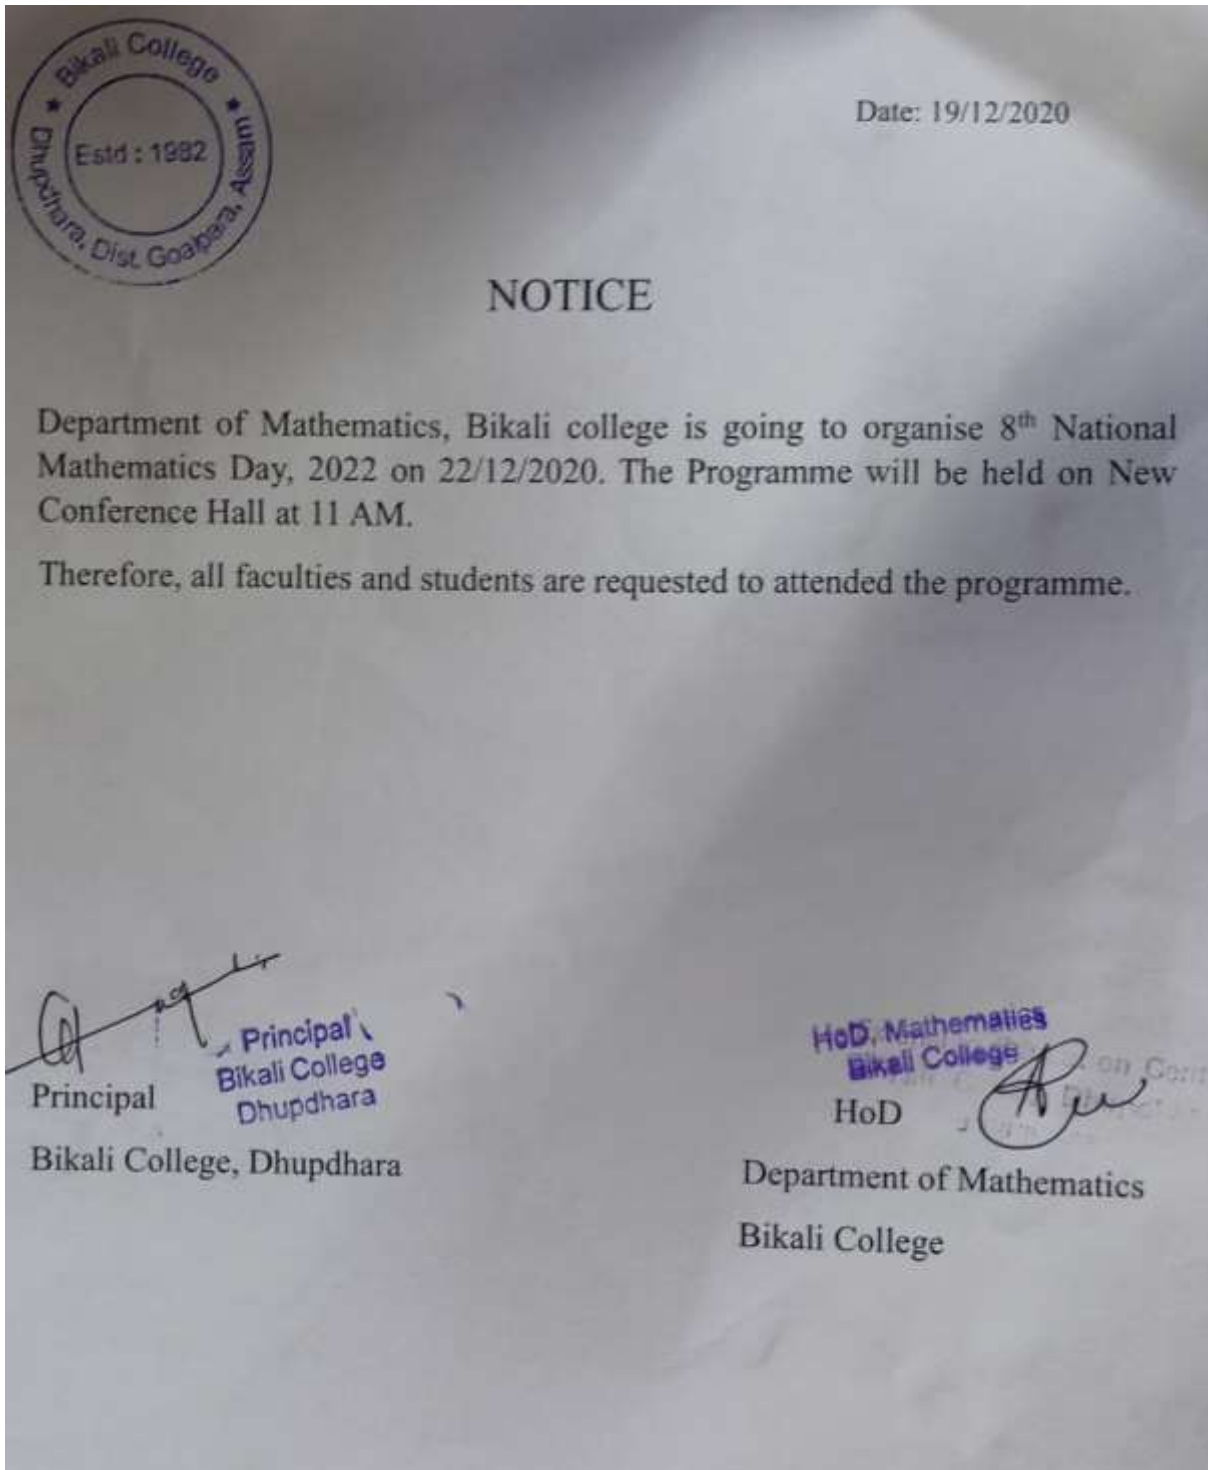 Bikali College
Estd : 1982
Dhupdhara, Dist. Goalpara, Assam
Date: 19/12/2020
NOTICE
Department of Mathematics, Bikali college is going to organise 8th National
Mathematics Day, 2022 on 22/12/2020. The Programme will be held on New
Conference Hall at 11 AM.
Therefore, all faculties and students are requested to attended the programme.
Principal
Bikali College
Dhupdhara
Principal
Bikali College, Dhupdhara
HoD, Mathematics
Bikali College
HoD
Department of Mathematics
Bikali College